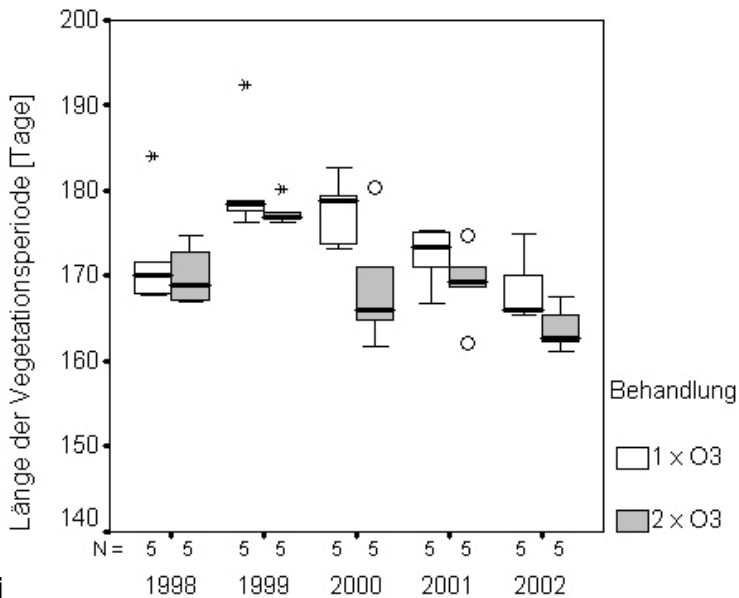 Länge der Vegetationsperiode [Tage]
200
190
180
170
160
150
140
N = 5 5 5 5 5 5 5 5 5 5
1998 1999 2000 2001 2002
Behandlung
1 x O3
2 x O3
i